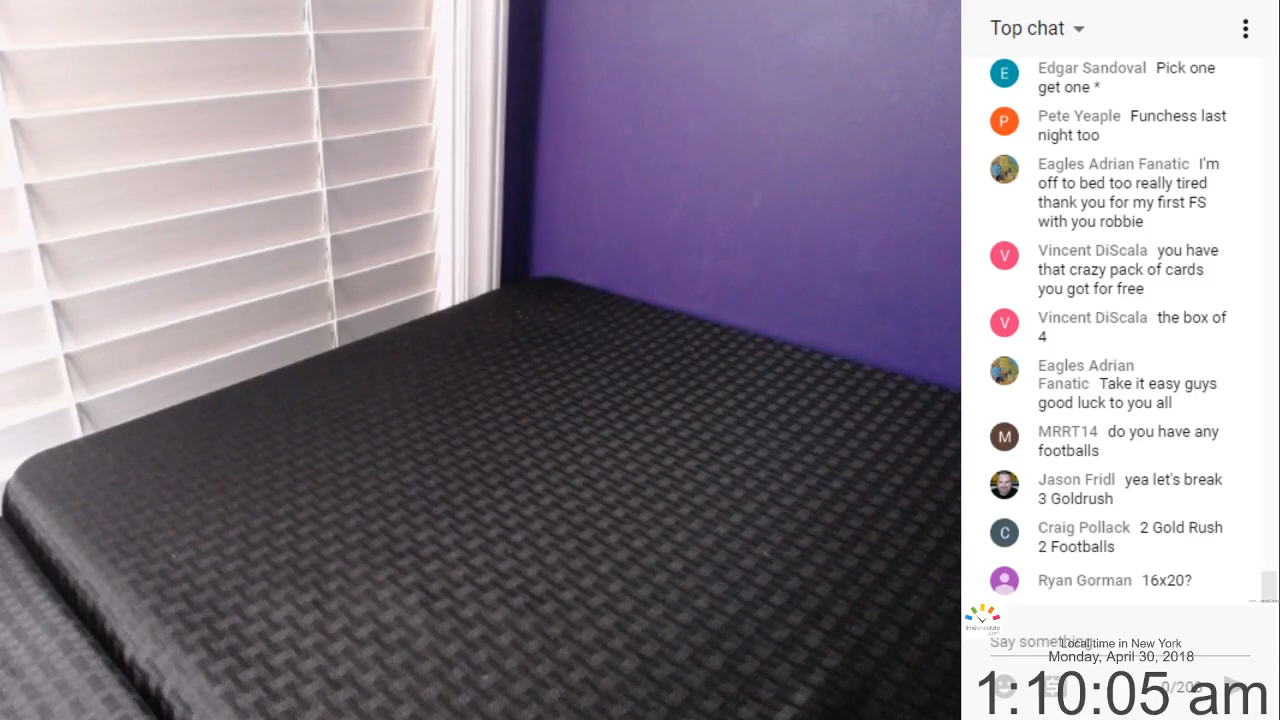 Top chat
Edgar Sandoval Pick one
get one *
Pete Yeaple Funchess last
night too
Eagles Adrian Fanatic I'm
off to bed too really tired
thank you for my first FS
with you robbie
Vincent DiScala you have
that crazy pack of cards
you got for free
Vincent DiScala the box of
4
Eagles Adrian
Fanatic Take it easy guys
good luck to you all
MRRT14 do you have any
footballs
Jason Fridl yea let's break
3 Goldrush
Craig Pollack 2 Gold Rush
2 Footballs
Ryan Gorman 16x20?
Say something...
Local time in New York
Monday, April 30, 2018
1:10:05 am